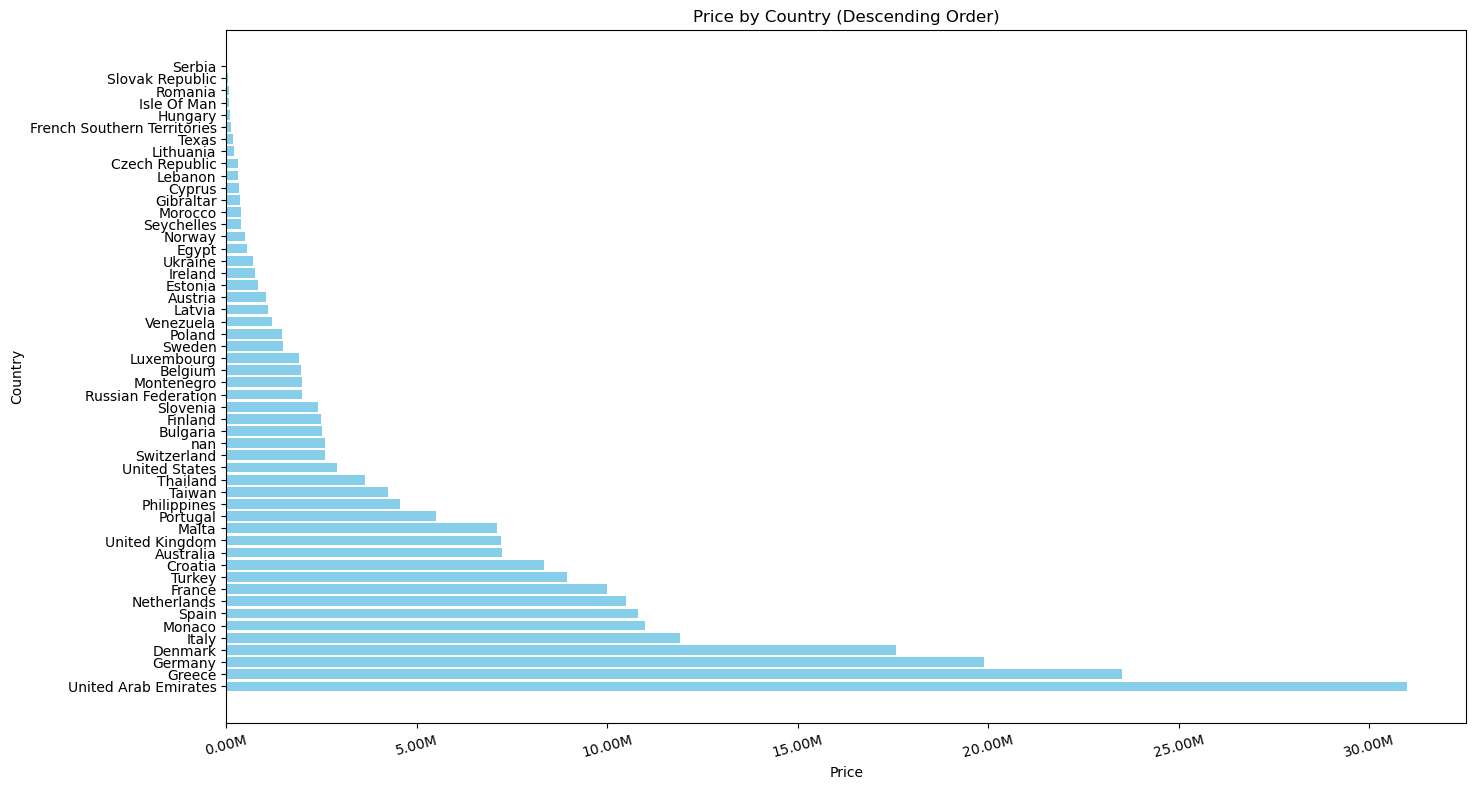 Price by Country (Descending Order)
Country
Serbia
Slovak Republic
Romania
Isle Of Man
Hungary
French Southern Territories
Texas
Lithuania
Czech Republic
Lebanon
Cyprus
Gibraltar
Morocco
Seychelles
Norway
Egypt
Ukraine
Ireland
Estonia
Austria
Latvia
Venezuela
Poland
Sweden
Luxembourg
Belgium
Montenegro
Russian Federation
Slovenia
Finland
Bulgaria
nan
Switzerland
United States
Thailand
Taiwan
Philippines
Portugal
Malta
United Kingdom
Australia
Croatia
Turkey
France
Netherlands
Spain
Monaco
Italy
Denmark
Germany
Greece
United Arab Emirates
0.00M 5.00M 10.00M 15.00M 20.00M 25.00M 30.00M
Price